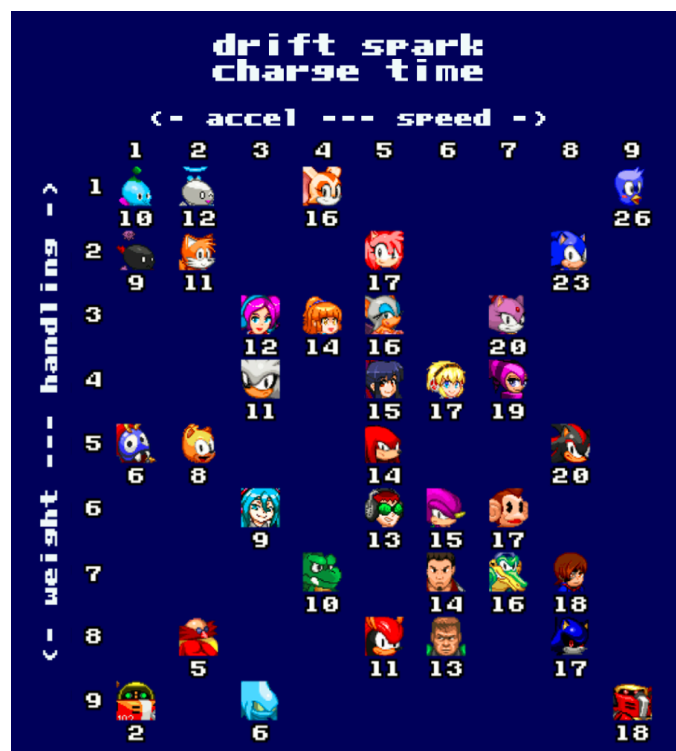 drift spark
charge time
<- accel --- speed ->
1 2 3 4 5 6 7 8 9
<- weight --- handling ->
1
10 12 16 26
2
9 11 17 23
3
12 14 16 20
4
11 15 17 19
5
6 8 14 20
6
9 13 15 17
7
10 14 16 18
8
5 11 13 17
9
102
2 6 18